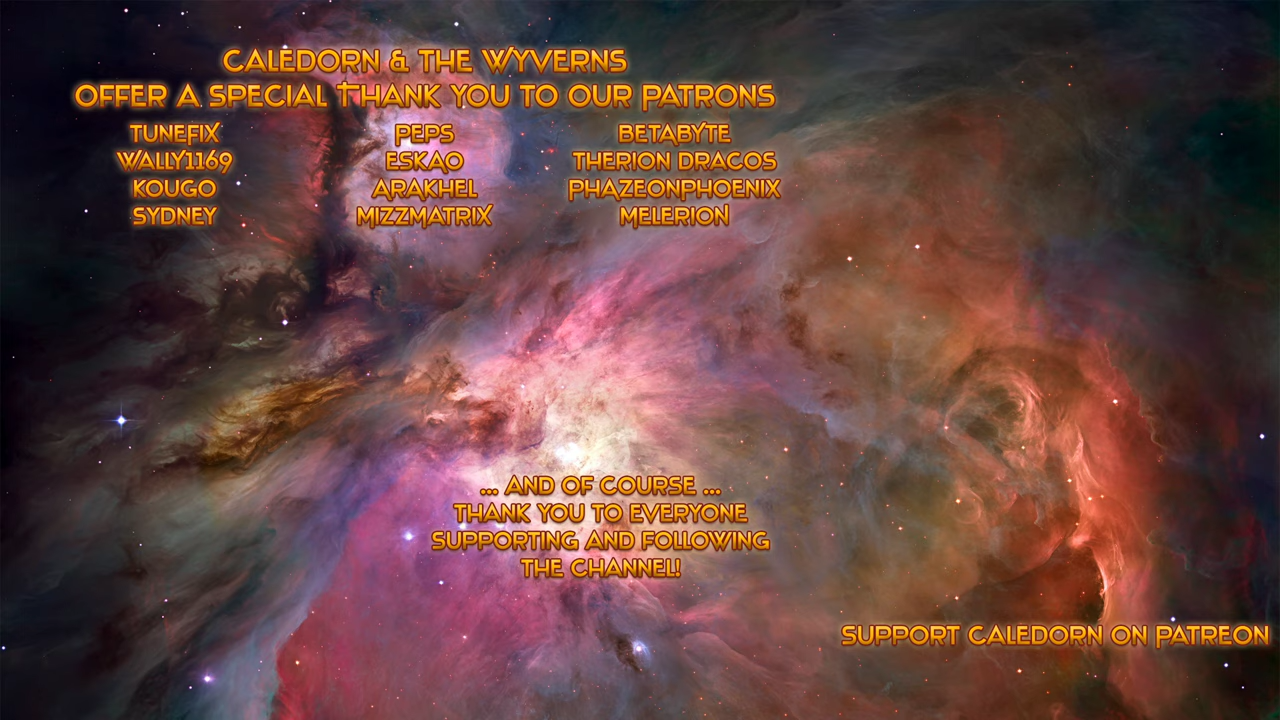 CALEDORN & THE WYVERNS
OFFER A SPECIAL THANK YOU TO OUR PATRONS
TUNEFIX PEPS BETABYTE
WALLY1169 ESKAO THERION DRACOS
KOUGO ARAKHEL PHAZEONPHOENIX
SYDNEY MIZZMATRIX MELERION
... AND OF COURSE ...
THANK YOU TO EVERYONE
SUPPORTING AND FOLLOWING
THE CHANNEL!
SUPPORT CALEDORN ON PATREON